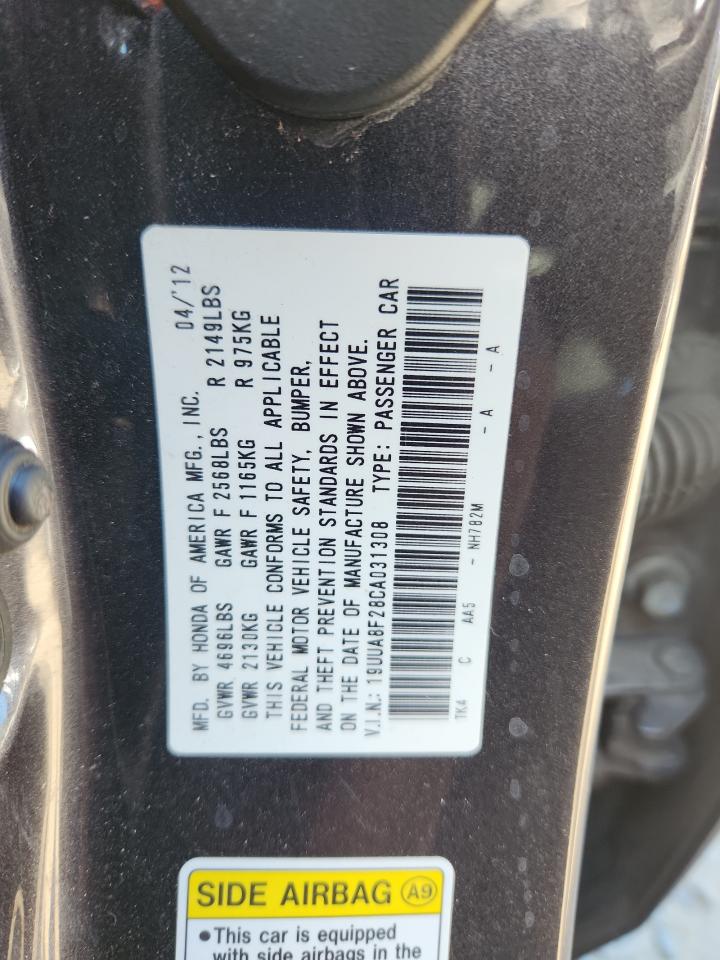 MFD. BY HONDA OF AMERICA MFG., INC. 04/'12
GVWR 4696LBS GAWR F 2568LBS R 2149LBS
GVWR 2130KG GAWR F 1165KG R 975KG
THIS VEHICLE CONFORMS TO ALL APPLICABLE
FEDERAL MOTOR VEHICLE SAFETY, BUMPER,
AND THEFT PREVENTION STANDARDS IN EFFECT
ON THE DATE OF MANUFACTURE SHOWN ABOVE.
V.I.N.: 19UUA8F28CA031308 TYPE: PASSENGER CAR
TK4 C AA5 - NH782M - A - A
SIDE AIRBAG A9
•This car is equipped
with side airbags in the